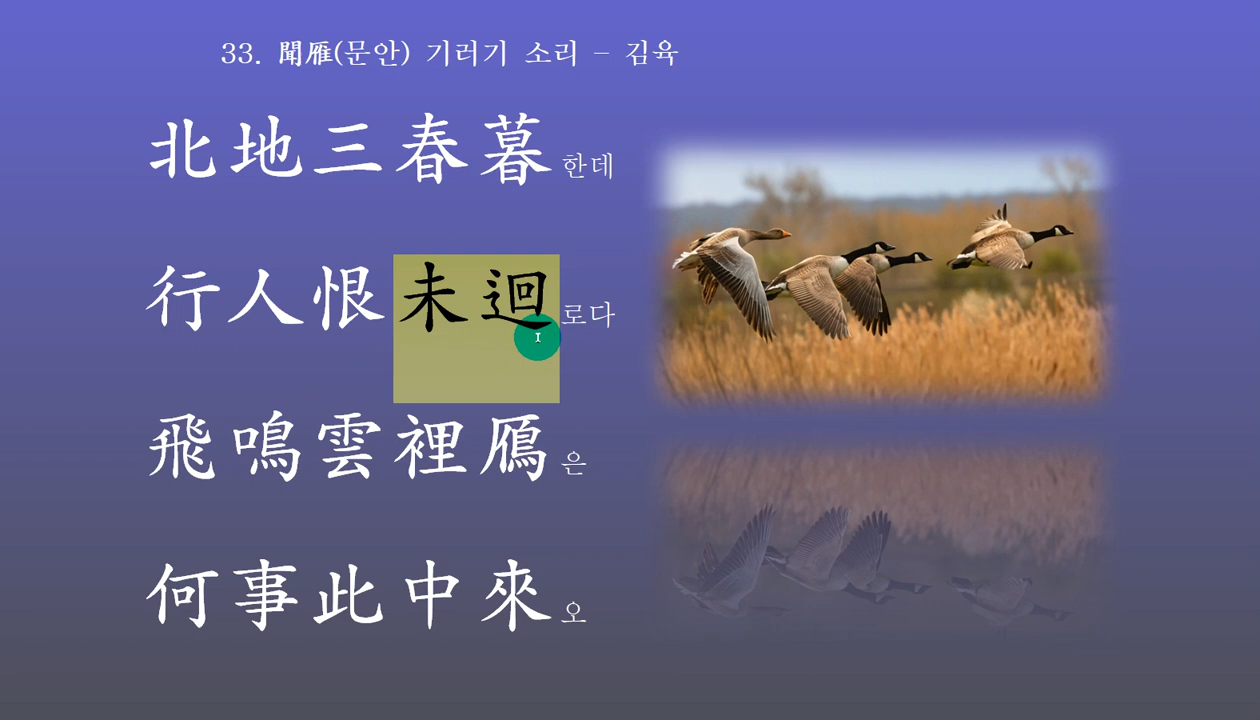 33. 聞雁(문안) 기러기 소리 - 김육
北地三春暮 한데
行人恨未迴 로다
飛鳴雲裡鴈 은
何事此中來 오